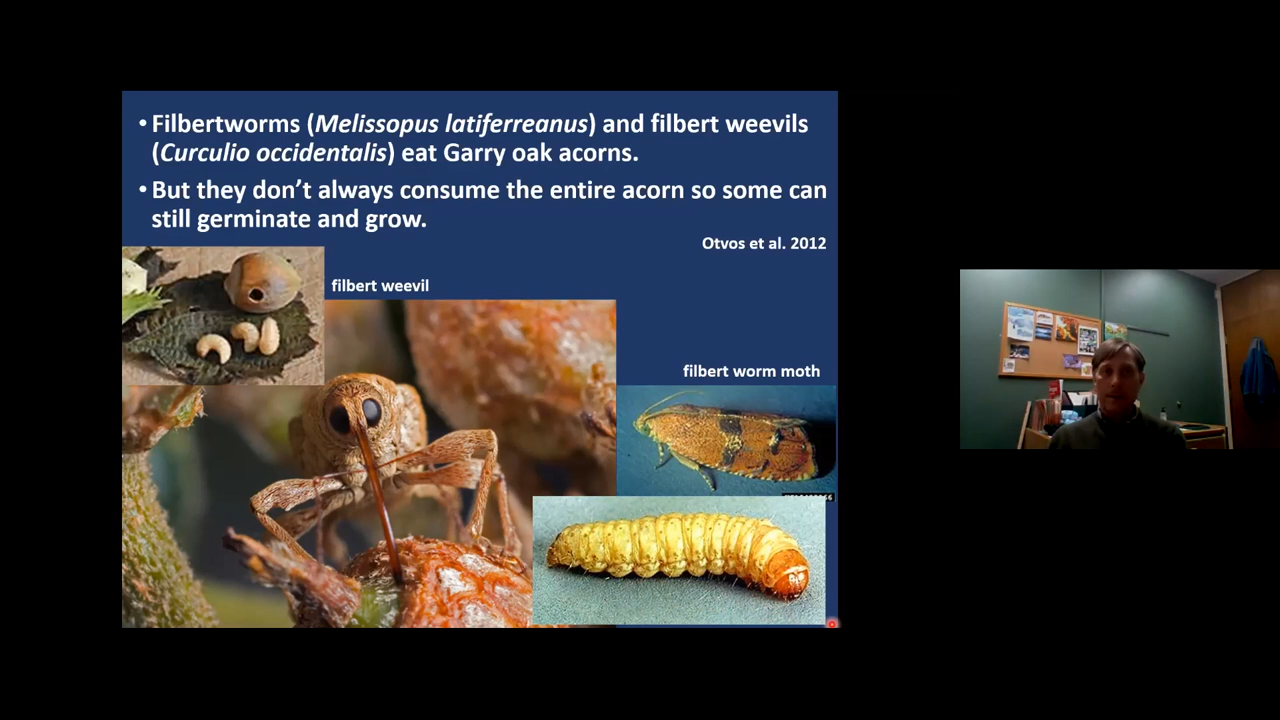 •Filbertworms (Melissopus latiferreanus) and filbert weevils
(Curculio occidentalis) eat Garry oak acorns.
•But they don't always consume the entire acorn so some can
still germinate and grow.
Otvos et al. 2012
filbert weevil
filbert worm moth